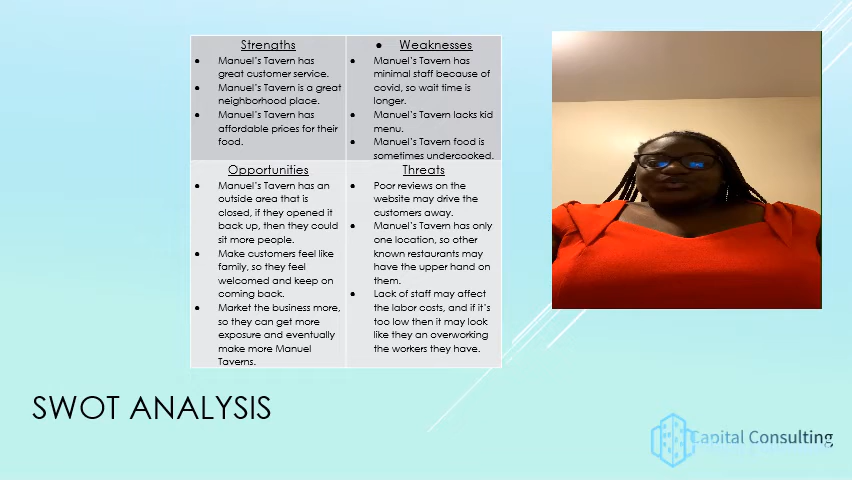 Strengths
Manuel's Tavern has
great customer service.
Manuel's Tavern is a great
neighborhood place.
Manuel's Tavern has
affordable prices for their
food.
● Weaknesses
Manuel's Tavern has
minimal staff because of
covid, so wait time is
longer.
Manuel's Tavern lacks kid
menu.
Manuel's Tavern food is
sometimes undercooked.
Opportunities
Manuel's Tavern has an
outside area that is
closed, if they opened it
back up, then they could
sit more people.
Make customers feel like
family, so they feel
welcomed and keep on
coming back.
Market the business more,
so they can get more
exposure and eventually
make more Manuel
Taverns.
Threats
Poor reviews on the
website may drive the
customers away.
Manuel's Tavern has only
one location, so other
known restaurants may
have the upper hand on
them.
Lack of staff may affect
the labor costs, and if it's
too low then it may look
like they an overworking
the workers they have.
SWOT ANALYSIS
Capital Consulting